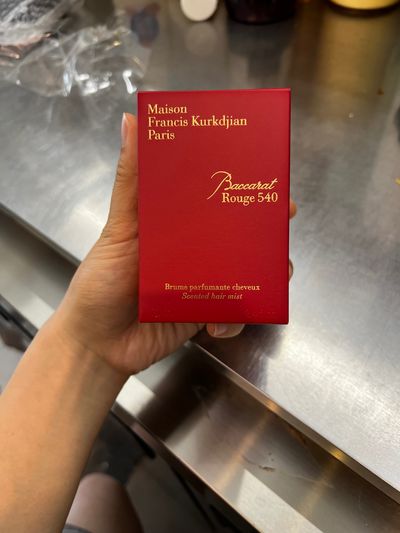 Maison
Francis Kurkdjian
Paris
Baccarat
Rouge 540
Brume parfumante cheveux
Scented hair mist